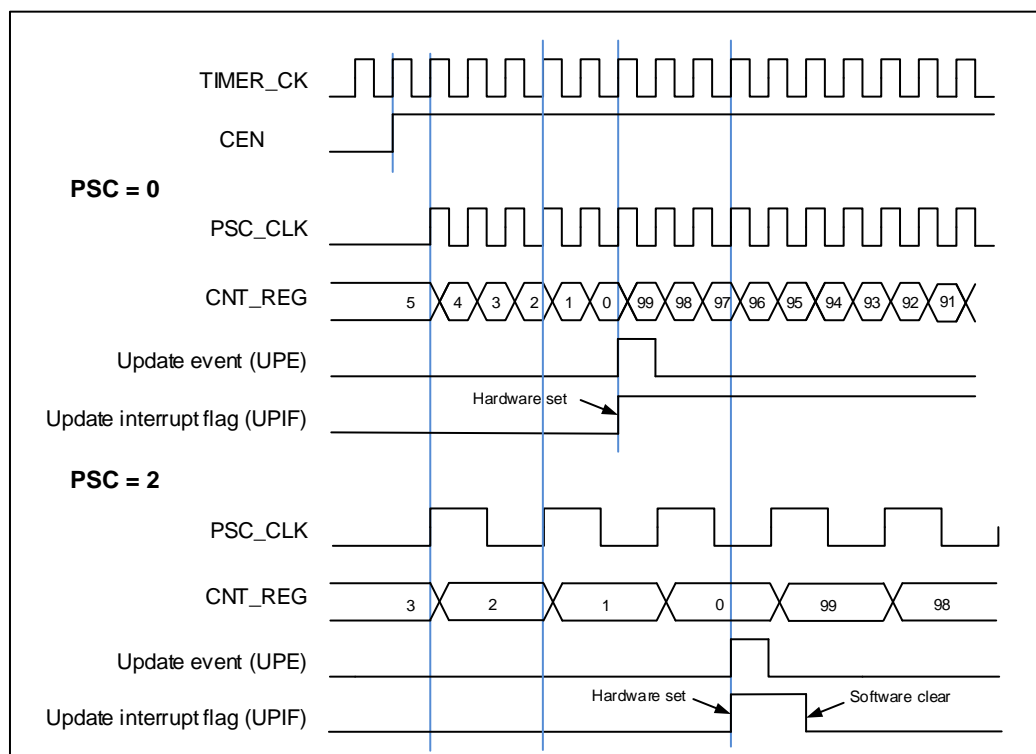 TIMER_CK
CEN
PSC = 0
PSC_CLK
CNT_REG 5 4 3 2 1 0 99 98 97 96 95 94 93 92 91
Update event (UPE)
Hardware set
Update interrupt flag (UPIF)
PSC = 2
PSC_CLK
CNT_REG 3 2 1 0 99 98
Update event (UPE)
Hardware set Software clear
Update interrupt flag (UPIF)